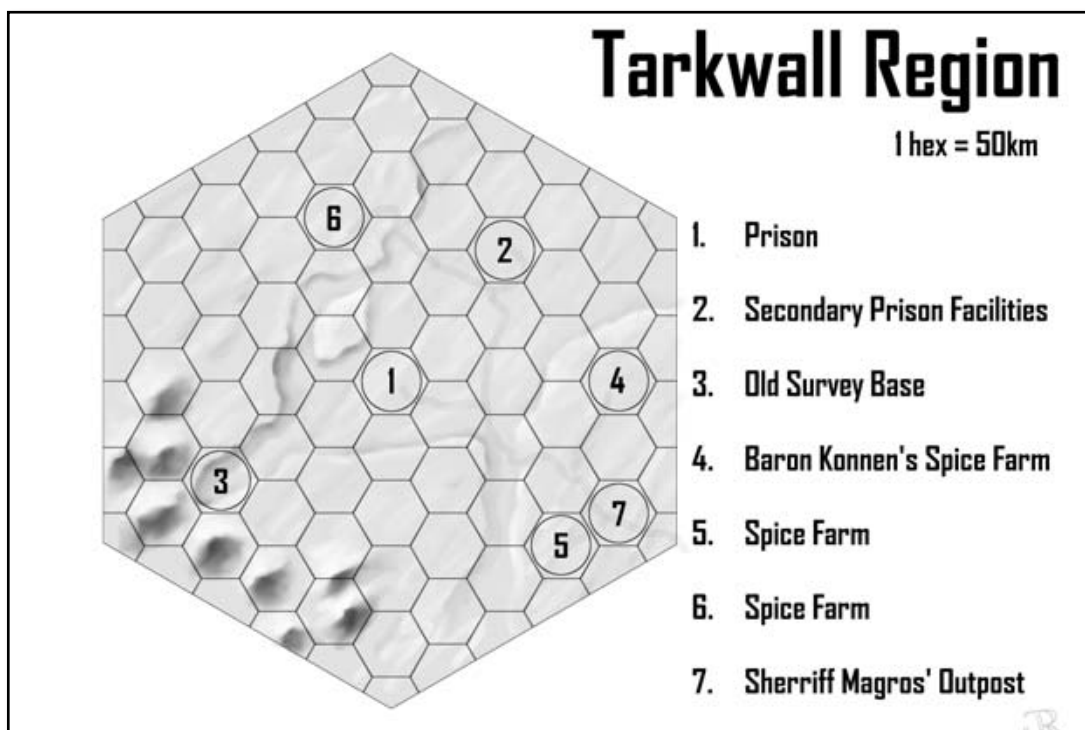 Tarkwall Region
1 hex = 50km
6
2
1
4
3
7
5
1. Prison
2. Secondary Prison Facilities
3. Old Survey Base
4. Baron Konnen's Spice Farm
5. Spice Farm
6. Spice Farm
7. Sherriff Magros' Outpost